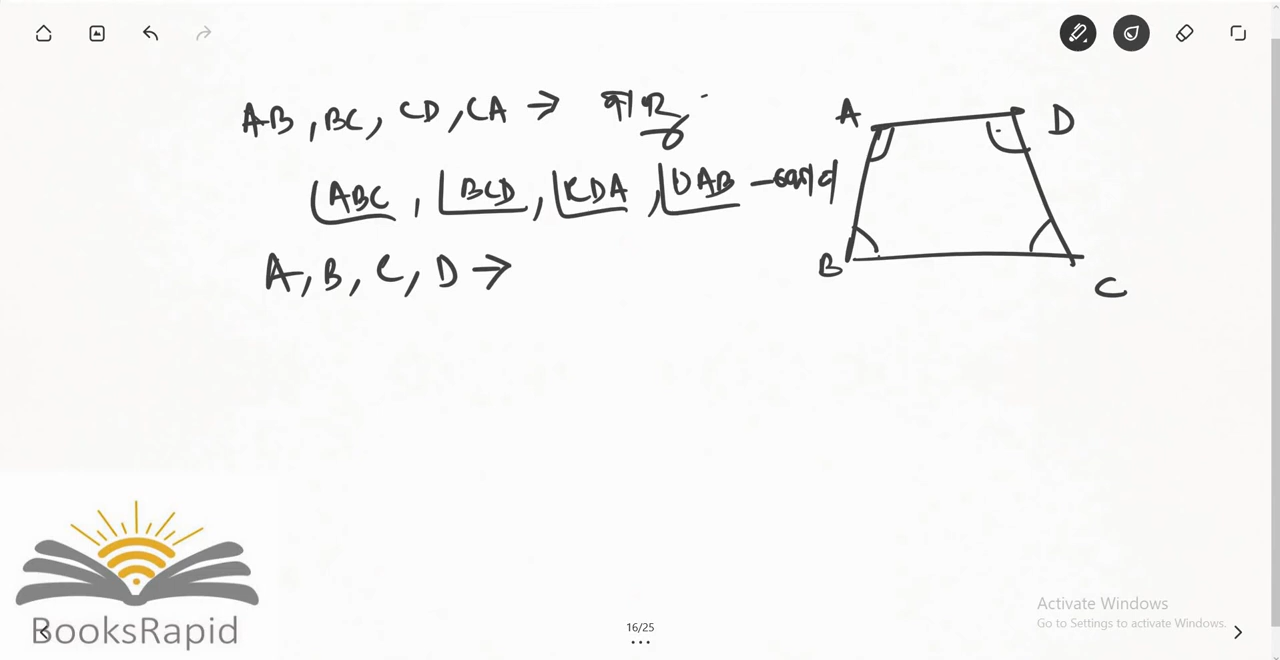 AB, BC, CD, CA →
∠ABC, ∠BCD, ∠CDA, ∠DAB –
A, B, C, D →
A
D
B
C
BooksRapid
16/25
Activate Windows
Go to Settings to activate Windows.